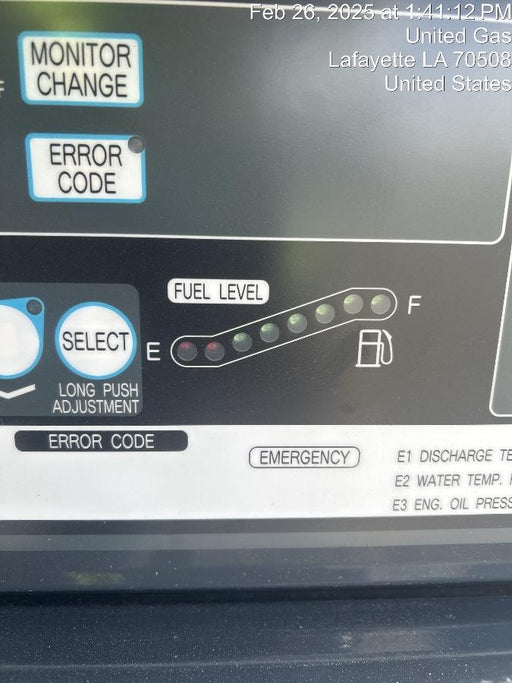 Feb 26, 2025 at 1:41:12 PM
United Gas
Lafayette LA 70508
United States
MONITOR
CHANGE
ERROR
CODE
FUEL LEVEL
E
F
SELECT
LONG PUSH
ADJUSTMENT
ERROR CODE
EMERGENCY
E1 DISCHARGE
E2 WATER TEMP.
E3 ENG. OIL PRESS